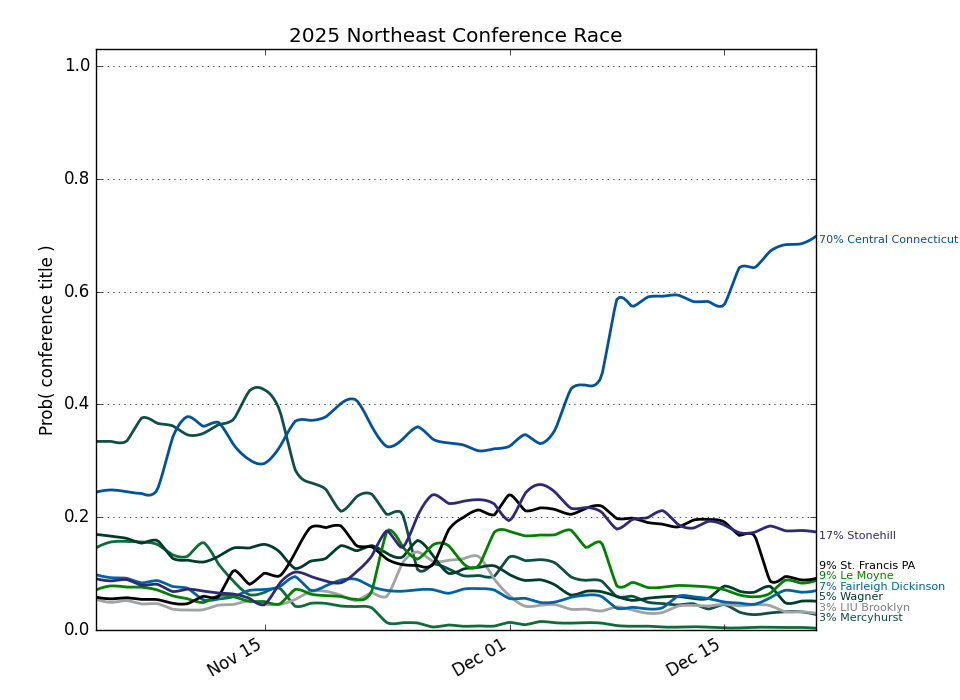 2025 Northeast Conference Race
1.0
0.8
0.6
0.4
0.2
0.0
Prob( conference title )
Nov 15
Dec 01
Dec 15
70% Central Connecticut
17% Stonehill
9% St. Francis PA
9% Le Moyne
7% Fairleigh Dickinson
5% Wagner
3% LIU Brooklyn
3% Mercyhurst